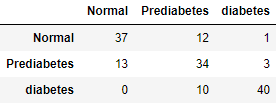 Normal Prediabetes diabetes
Normal 37 12 1
Prediabetes 13 34 3
diabetes 0 10 40